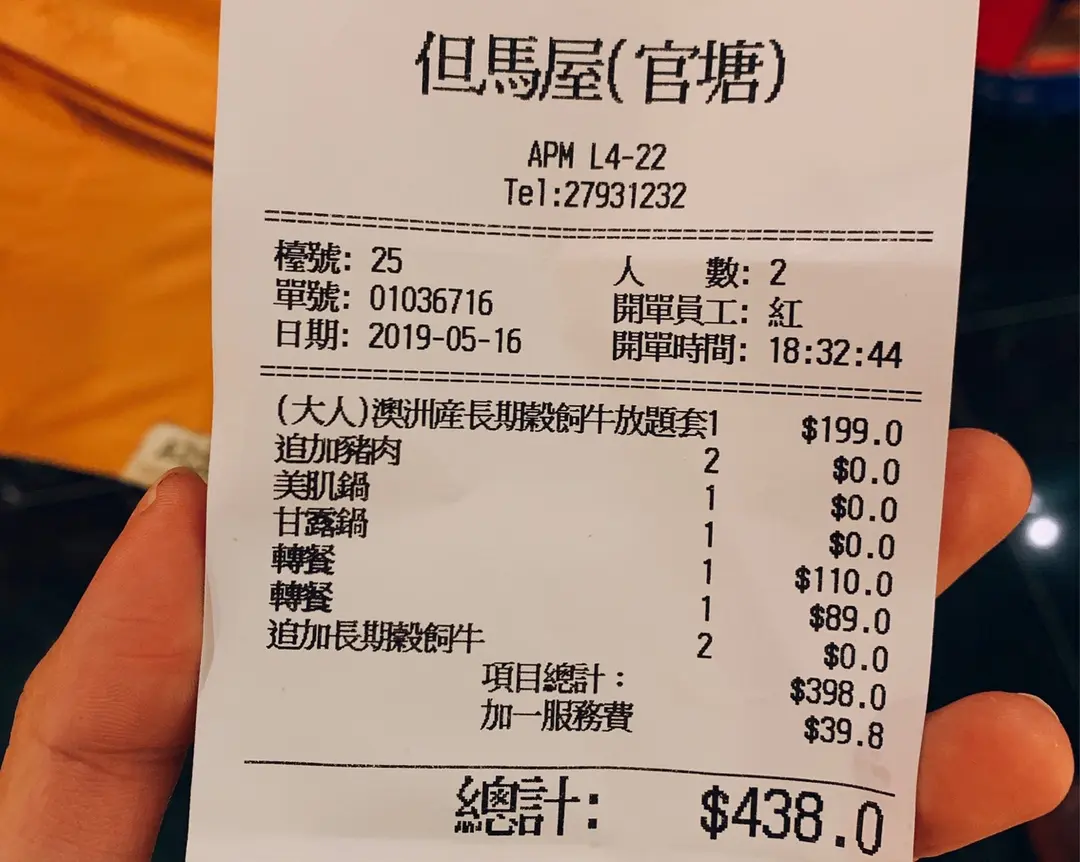 但馬屋(官塘)
APM L4-22
Tel:27931232
檯號: 25 人 數: 2
單號: 01036716 開單員工: 紅
日期: 2019-05-16 開單時間: 18:32:44
(大人)澳洲産長期穀飼牛放題套1 $199.0
追加豬肉 2 $0.0
美肌鍋 1 $0.0
甘露鍋 1 $0.0
轉餐 1 $110.0
轉餐 1 $89.0
追加長期穀飼牛 2 $0.0
項目總計: $398.0
加一服務費 $39.8
總計: $438.0